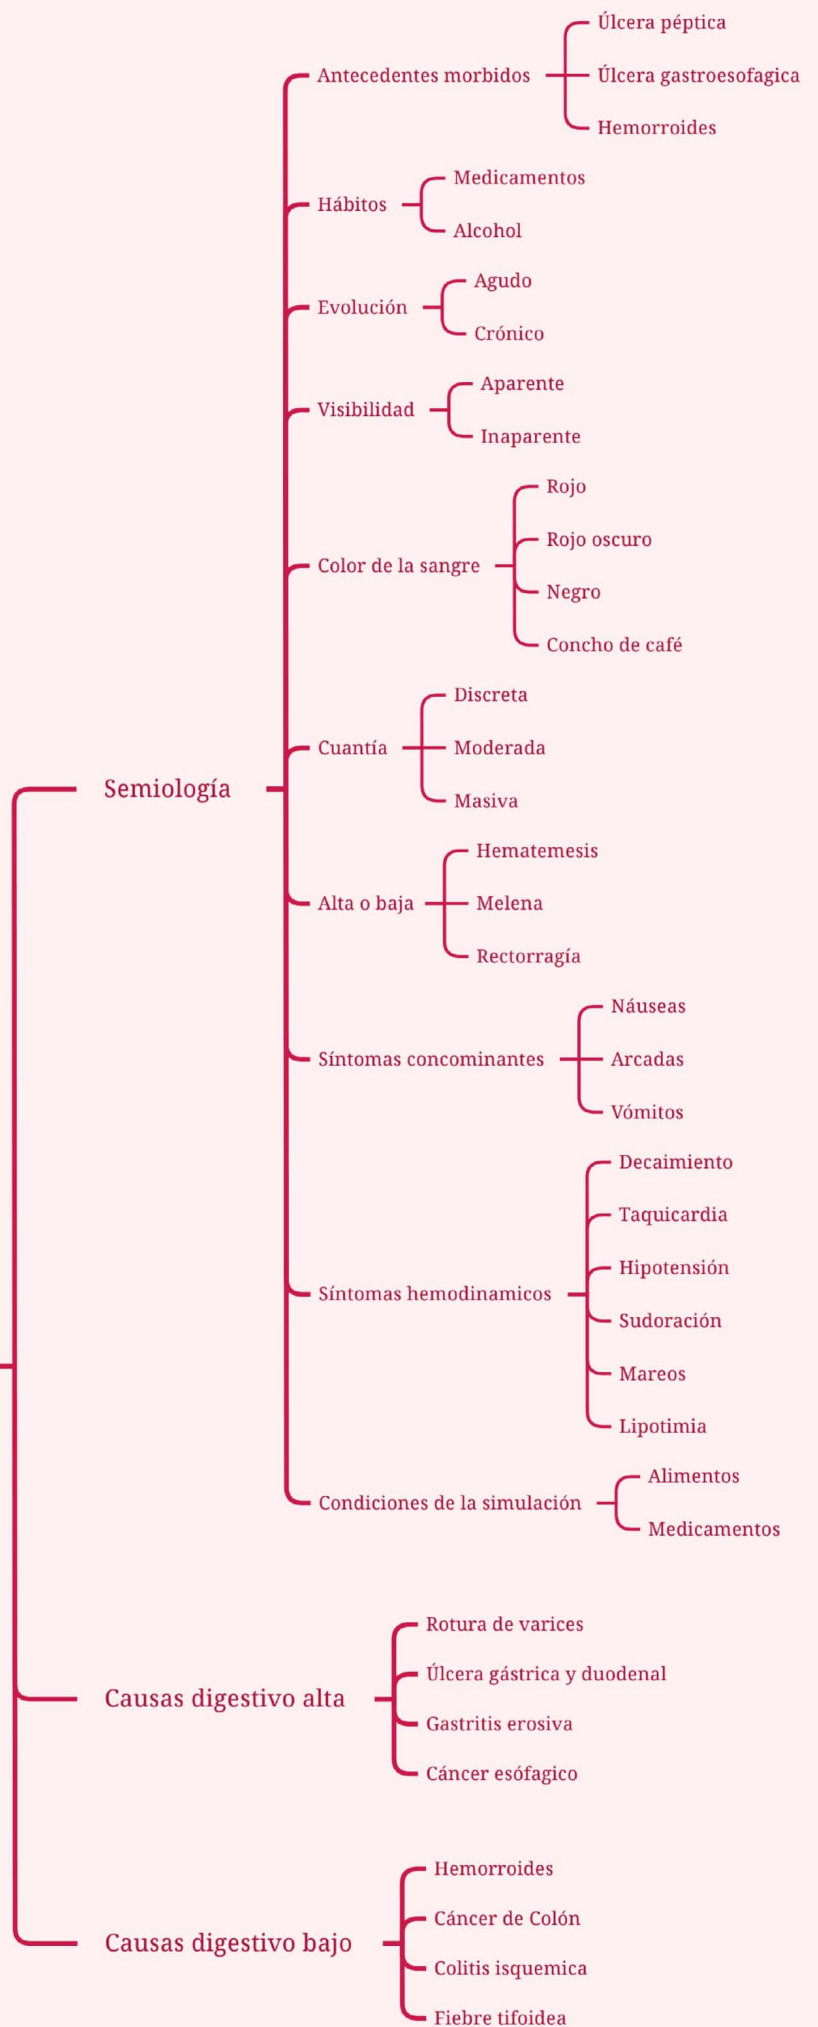 Semiología
Antecedentes morbidos
Úlcera péptica
Úlcera gastroesofagica
Hemorroides
Hábitos
Medicamentos
Alcohol
Evolución
Agudo
Crónico
Visibilidad
Aparente
Inaparente
Color de la sangre
Rojo
Rojo oscuro
Negro
Concho de café
Cuantía
Discreta
Moderada
Masiva
Alta o baja
Hematemesis
Melena
Rectorragía
Síntomas concominantes
Náuseas
Arcadas
Vómitos
Síntomas hemodinamicos
Decaimiento
Taquicardia
Hipotensión
Sudoración
Mareos
Lipotimia
Condiciones de la simulación
Alimentos
Medicamentos
Causas digestivo alta
Rotura de varices
Úlcera gástrica y duodenal
Gastritis erosiva
Cáncer esófagico
Causas digestivo bajo
Hemorroides
Cáncer de Colón
Colitis isquemica
Fiebre tifoidea